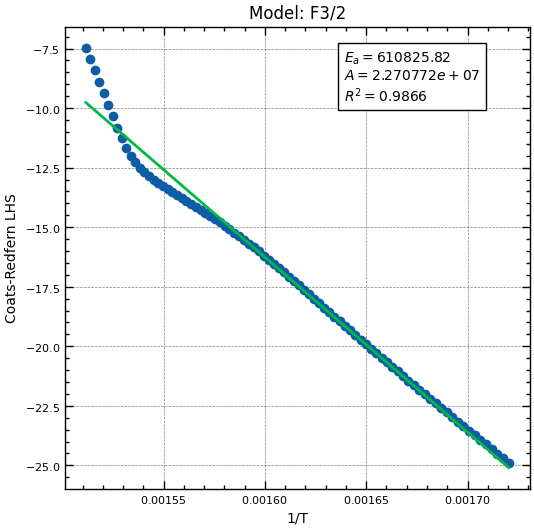 Model: F3/2
Eₐ = 610825.82
A = 2.270772e + 07
R² = 0.9866
−7.5
−10.0
−12.5
−15.0
−17.5
−20.0
−22.5
−25.0
Coats-Redfern LHS
0.00155
0.00160
0.00165
0.00170
1/T